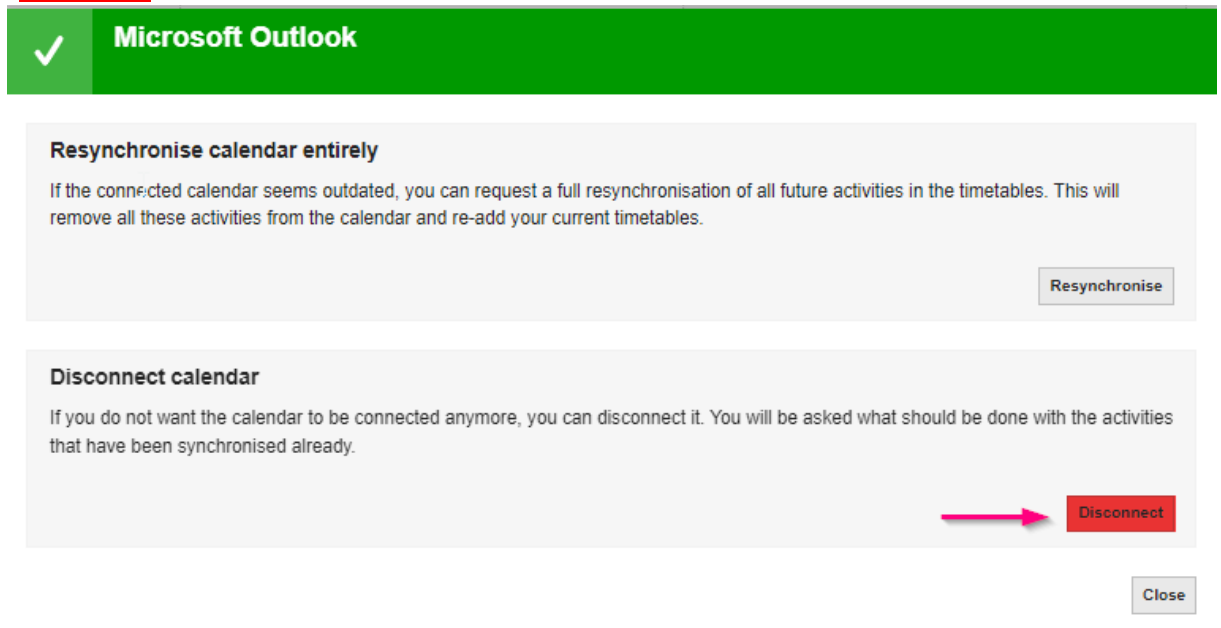 Microsoft Outlook
Resynchronise calendar entirely
If the connected calendar seems outdated, you can request a full resynchronisation of all future activities in the timetables. This will
remove all these activities from the calendar and re-add your current timetables.
Resynchronise
Disconnect calendar
If you do not want the calendar to be connected anymore, you can disconnect it. You will be asked what should be done with the activities
that have been synchronised already.
Disconnect
Close